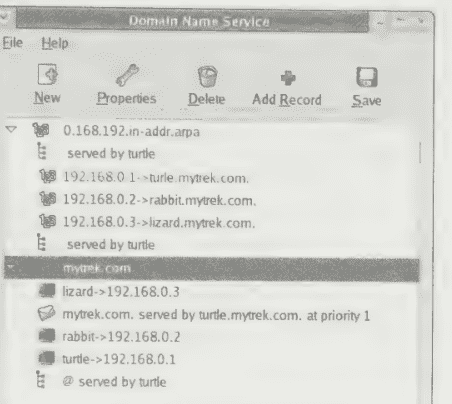 Domain Name Service
File Help
New Properties Delete Add Record Save
0.168.192.in-addr.arpa
served by turtle
192.168.0.1->turle.mytrek.com.
192.168.0.2->rabbit.mytrek.com.
192.168.0.3->lizard.mytrek.com.
served by turtle
mytrek.com
lizard->192.168.0.3
mytrek.com. served by turtle.mytrek.com. at priority 1
rabbit->192.168.0.2
turtle->192.168.0.1
@ served by turtle